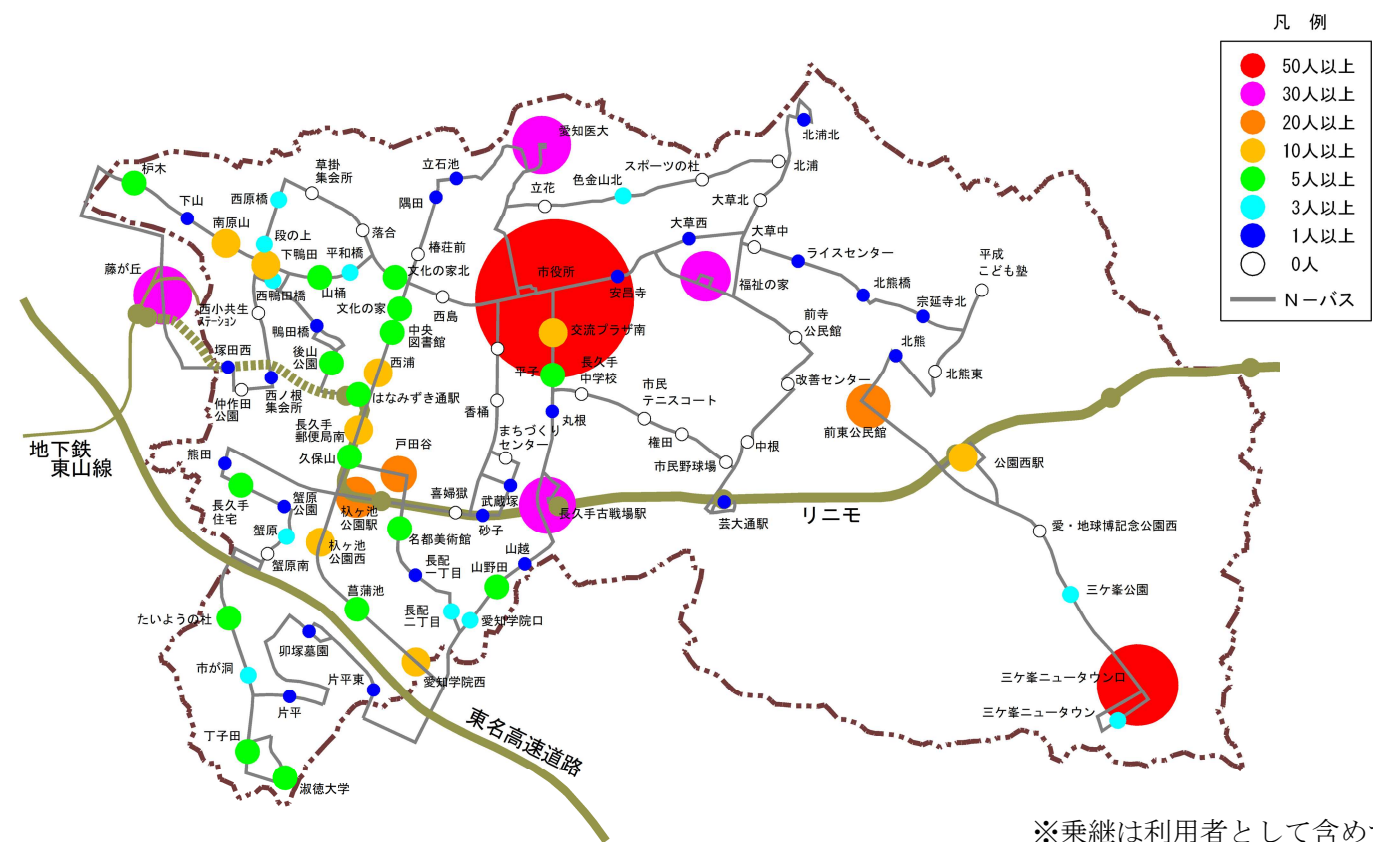 凡 例
50人以上
30人以上
20人以上
10人以上
5人以上
3人以上
1人以上
0人
N-バス
愛知医大
北浦北
立石池
スポーツの杜
北浦
枦木
草掛
集会所
西原橋
立花
色金山北
下山
隅田
大草北
南原山
段の上
落合
大草西
大草中
下鴨田
平和橋
椿荘前
ライスセンター
平成
こども塾
藤が丘
文化の家北
市役所
西鴨田橋
山桶
安昌寺
福祉の家
北熊橋
西小共生
ステーション
文化の家
西島
宗延寺北
鴨田橋
中央
図書館
交流プラザ南
前寺
公民館
塚田西
後山
公園
西浦
長久手
中学校
北熊
平子
市民
テニスコート
改善センター
北熊東
仲作田
公園
西ノ根
集会所
はなみずき通駅
香桶
丸根
長久手
郵便局南
まちづくり
センター
権田
前東公民館
地下鉄
東山線
熊田
久保山
戸田谷
市民野球場
中根
公園西駅
長久手
住宅
蟹原
公園
杁ヶ池
公園駅
喜婦嶽
武蔵塚
長久手古戦場駅
芸大通駅
リニモ
砂子
愛・地球博記念公園西
蟹原
名都美術館
杁ヶ池
公園西
蟹原南
長配
一丁目
山野田
山越
三ケ峯公園
菖蒲池
たいようの杜
長配
二丁目
愛知学院口
卯塚墓園
市が洞
片平東
愛知学院西
片平
三ケ峯ニュータウン口
三ケ峯ニュータウン
丁子田
東名高速道路
淑徳大学
※乗継は利用者として含めず